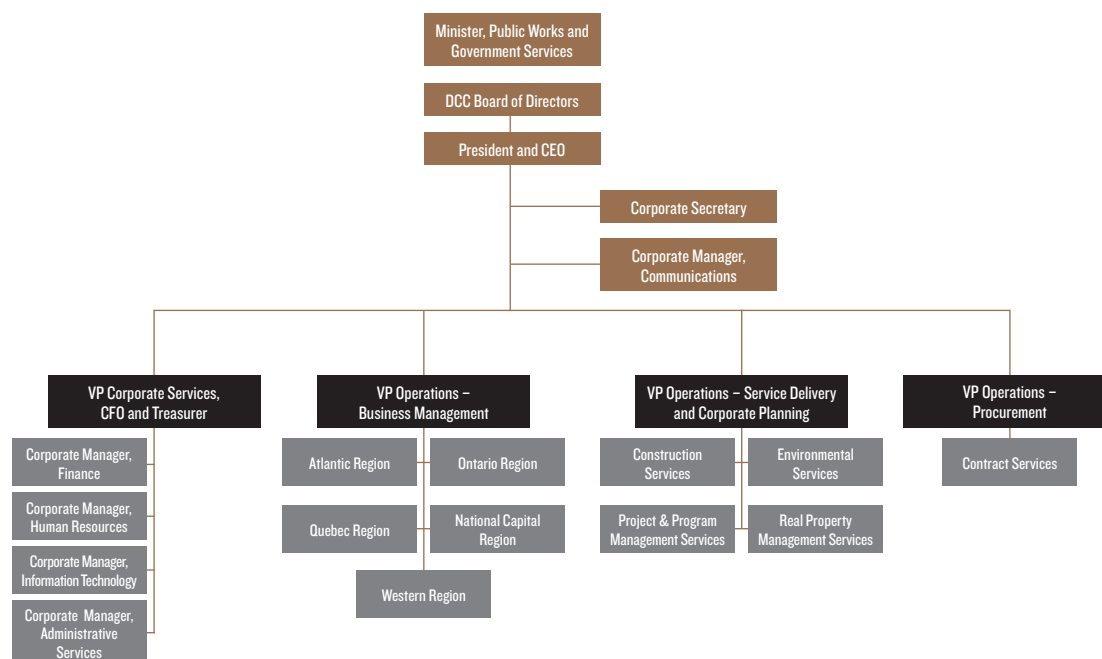 Minister, Public Works and
Government Services
DCC Board of Directors
President and CEO
Corporate Secretary
Corporate Manager,
Communications
VP Corporate Services,
CFO and Treasurer
VP Operations –
Business Management
VP Operations – Service Delivery
and Corporate Planning
VP Operations –
Procurement
Corporate Manager,
Finance
Corporate Manager,
Human Resources
Corporate Manager,
Information Technology
Corporate Manager,
Administrative
Services
Atlantic Region
Ontario Region
Quebec Region
National Capital
Region
Western Region
Construction
Services
Environmental
Services
Project & Program
Management Services
Real Property
Management Services
Contract Services